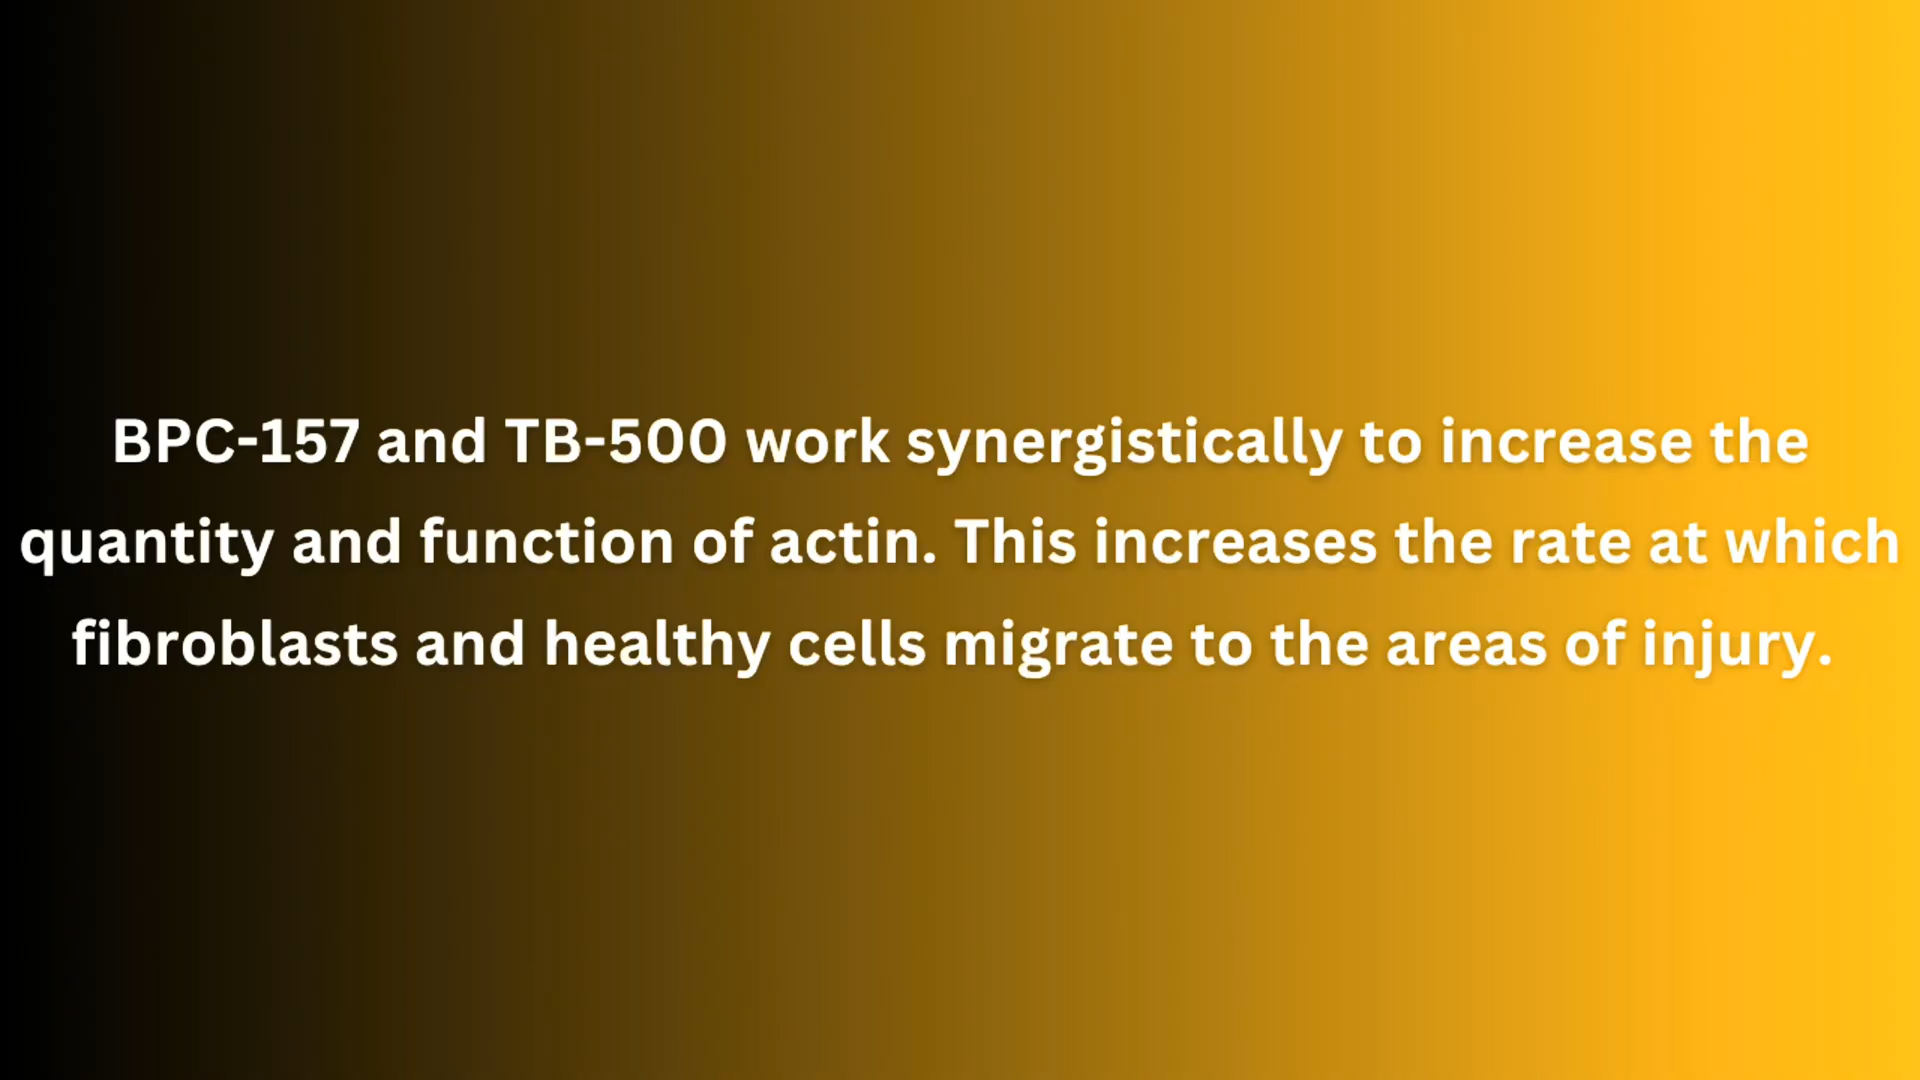 BPC-157 and TB-500 work synergistically to increase the
quantity and function of actin. This increases the rate at which
fibroblasts and healthy cells migrate to the areas of injury.